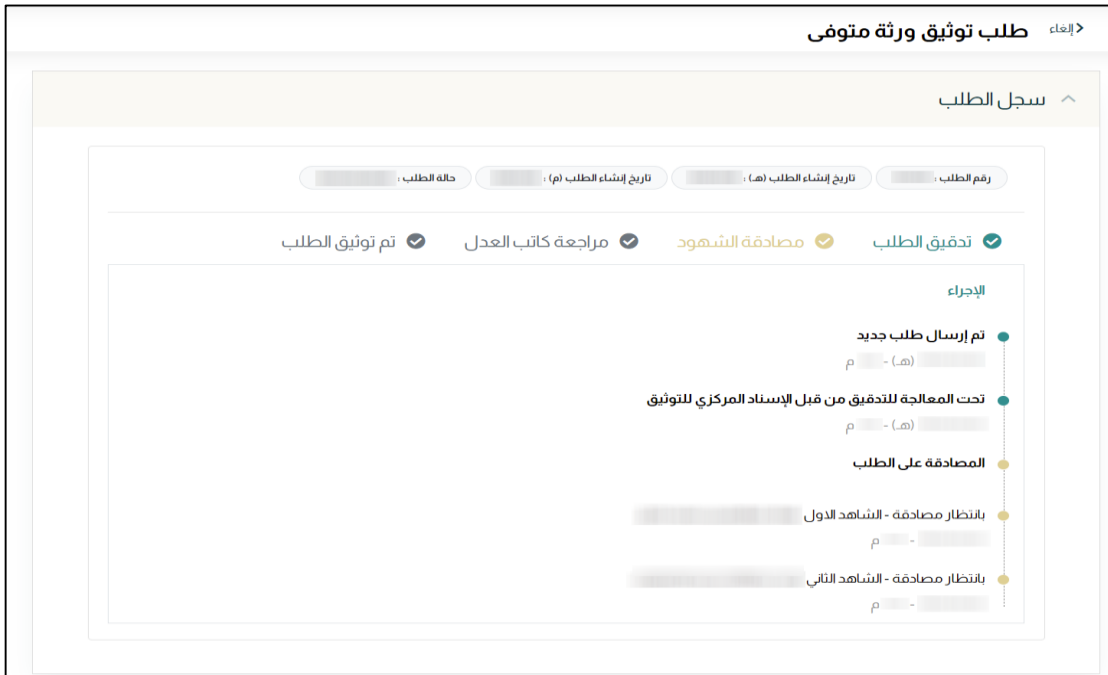 إلغاء
طلب توثيق ورثة متوفى
سجل الطلب
رقم الطلب : تاريخ إنشاء الطلب (هـ) : تاريخ إنشاء الطلب (م) : حالة الطلب :
تدقيق الطلب مصادقة الشهود مراجعة كاتب العدل تم توثيق الطلب
الإجراء
تم إرسال طلب جديد
(هـ) - م
تحت المعالجة للتدقيق من قبل الإسناد المركزي للتوثيق
(هـ) - م
المصادقة على الطلب
بانتظار مصادقة - الشاهد الاول
- م
بانتظار مصادقة - الشاهد الثاني
- م